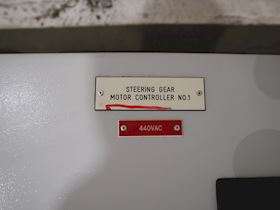 STEERING GEAR
MOTOR CONTROLLER NO.1
440VAC